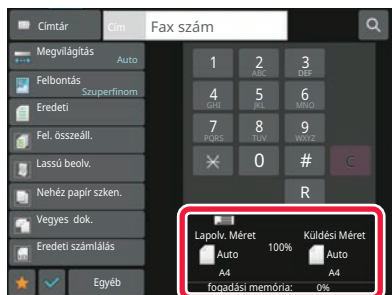 Címtár
Cím
Fax szám
Megvilágítás
Auto
Felbontás
Szuperfinom
Eredeti
Fel. összeáll.
Lassú beolv.
Nehéz papír szken.
Vegyes dok.
Eredeti számlálás
Egyéb
1 2 3
ABC DEF
4 5 6
GHI JKL MNO
7 8 9
PQRS TUV WXYZ
0 # C
R
Lapolv. Méret Küldési Méret
100%
Auto Auto
A4 A4
fogadási memória: 0%